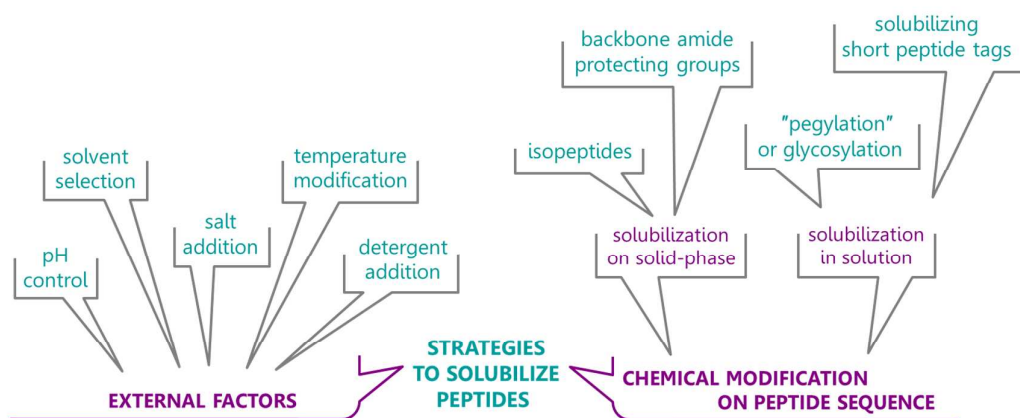 backbone amide
protecting groups
solubilizing
short peptide tags
isopeptides
"pegylation"
or glycosylation
solvent
selection
temperature
modification
salt
addition
pH
control
detergent
addition
solubilization
on solid-phase
solubilization
in solution
STRATEGIES
TO SOLUBILIZE
PEPTIDES
EXTERNAL FACTORS
CHEMICAL MODIFICATION
ON PEPTIDE SEQUENCE